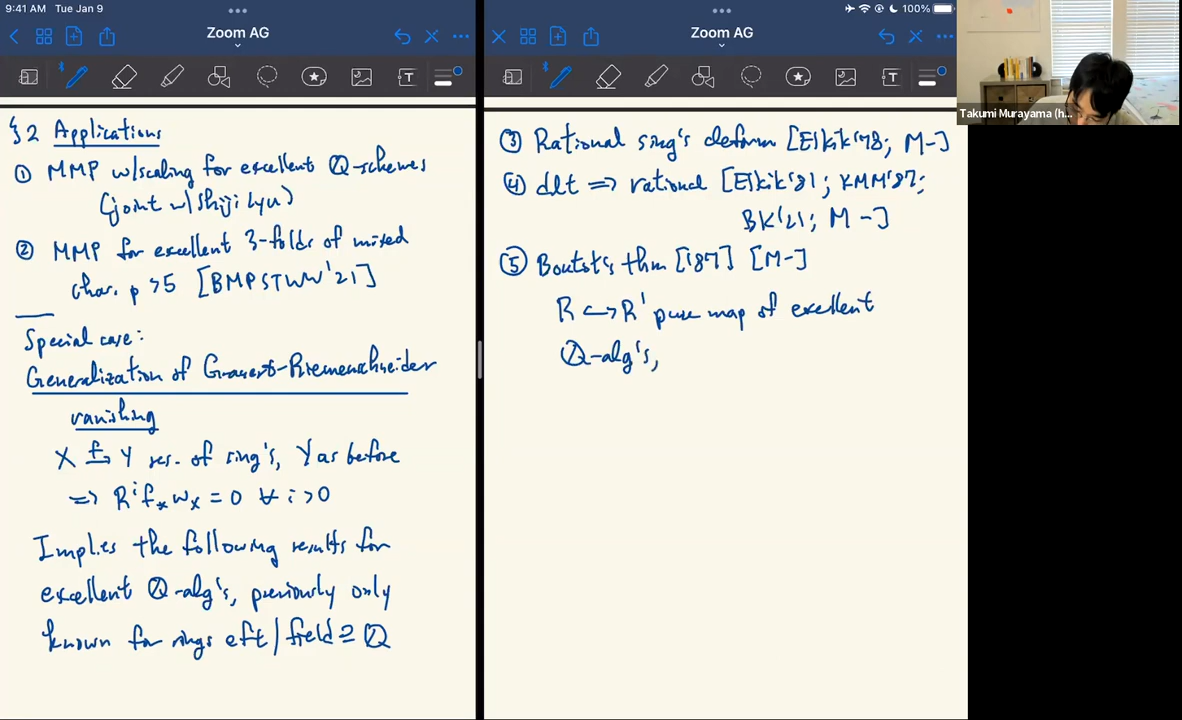 9:41 AM Tue Jan 9
Zoom AG
§2 Applications
① MMP w/scaling for excellent Q-schemes
(joint w/ Shiji Lyu)
② MMP for excellent 3-folds of mixed
char. p >5 [BMPSTWW'21]
Special case:
Generalization of Grauert-Riemenschneider
vanishing
X →f Y res. of sing's, Y as before
⇒ Rⁱf_* ω_X = 0 ∀ i > 0
Implies the following results for
excellent Q-alg's, previously only
known for rings eft / field ⊇ Q
100%
Zoom AG
③ Rational sing's deform [Elkik'78; M-]
④ dlt ⇒ rational [Elkik'81; KMM'87;
BK'21; M-]
⑤ Boutot's thm ['87] [M-]
R ↪ R' pure map of excellent
Q-alg's,
Takumi Murayama (h...